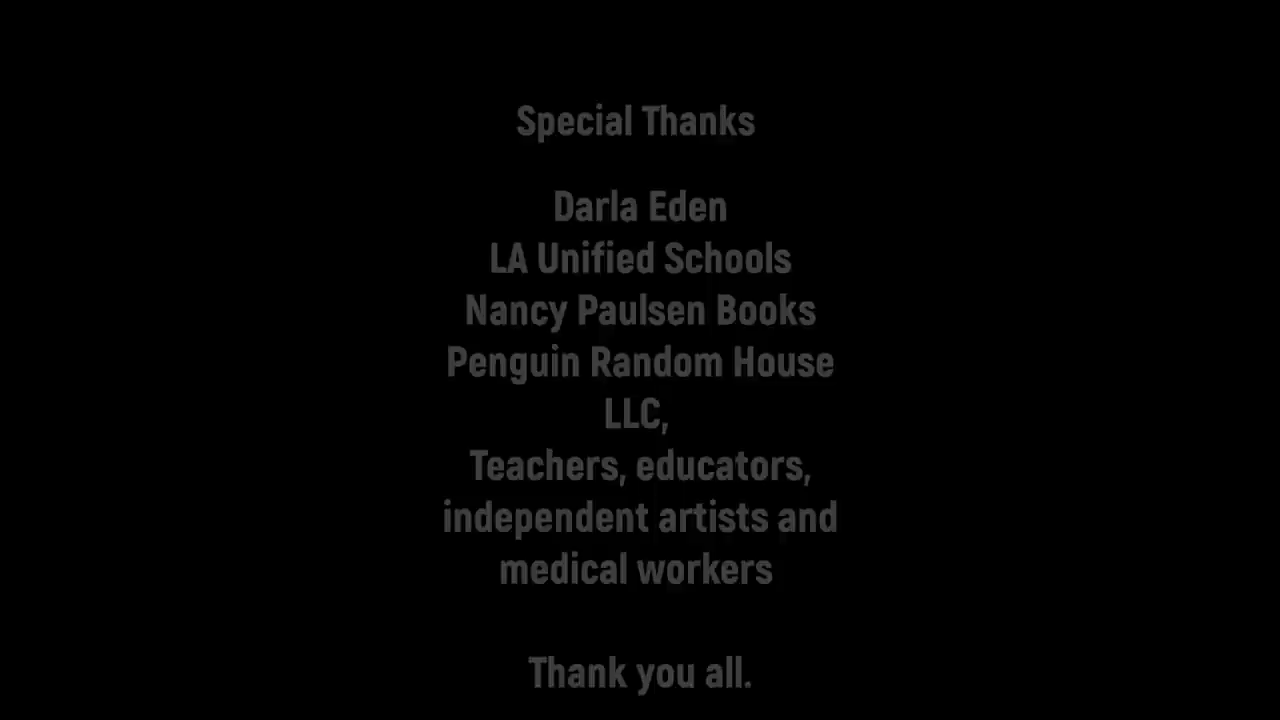 Special Thanks
Darla Eden
LA Unified Schools
Nancy Paulsen Books
Penguin Random House
LLC,
Teachers, educators,
independent artists and
medical workers
Thank you all.